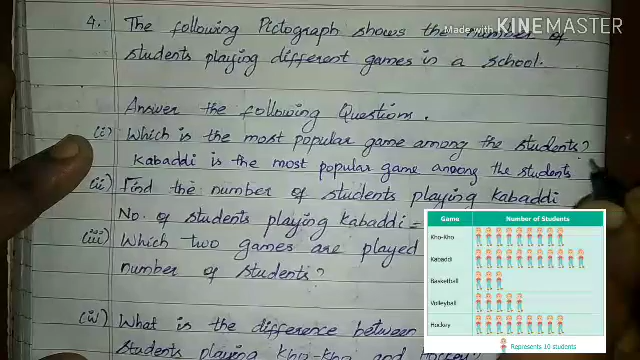 Made with KINEMASTER
4. The following Pictograph shows the number of
students playing different games in a school.
Answer the following Questions.
(i) Which is the most popular game among the students?
Kabaddi is the most popular game among the students
(ii) Find the number of students playing kabaddi
No. of students playing kabaddi =
(iii) Which two games are played
number of students?
(iv) What is the difference between
students playing Kho-kho and Hockey
Game Number of Students
Kho-Kho
Kabaddi
Basketball
Volleyball
Hockey
Represents 10 students